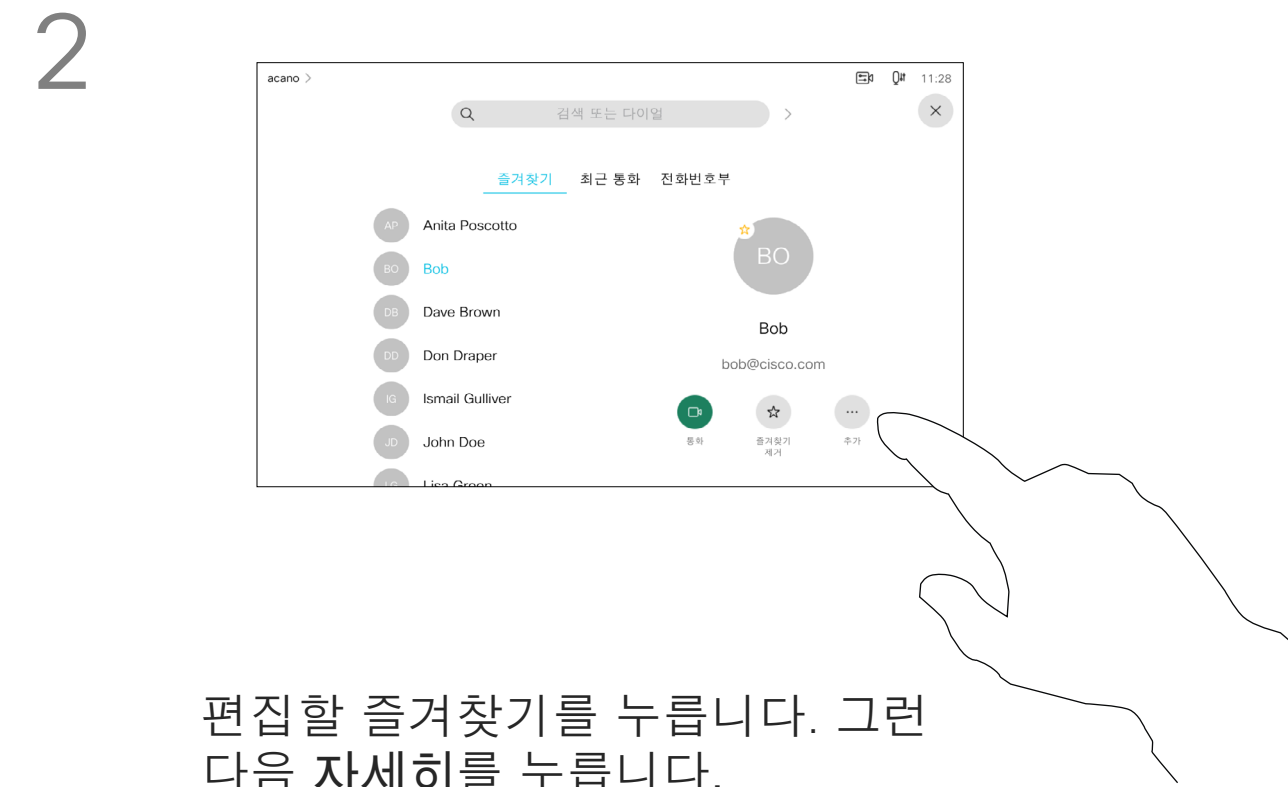 2
acano >
11:28
검색 또는 다이얼
즐겨찾기 최근 통화 전화번호부
AP Anita Poscotto
BO Bob
DB Dave Brown
DD Don Draper
IG Ismail Gulliver
JD John Doe
LG Lisa Green
BO
Bob
bob@cisco.com
통화
즐겨찾기
제거
추가
편집할 즐겨찾기를 누릅니다. 그런
다음 자세히를 누릅니다.